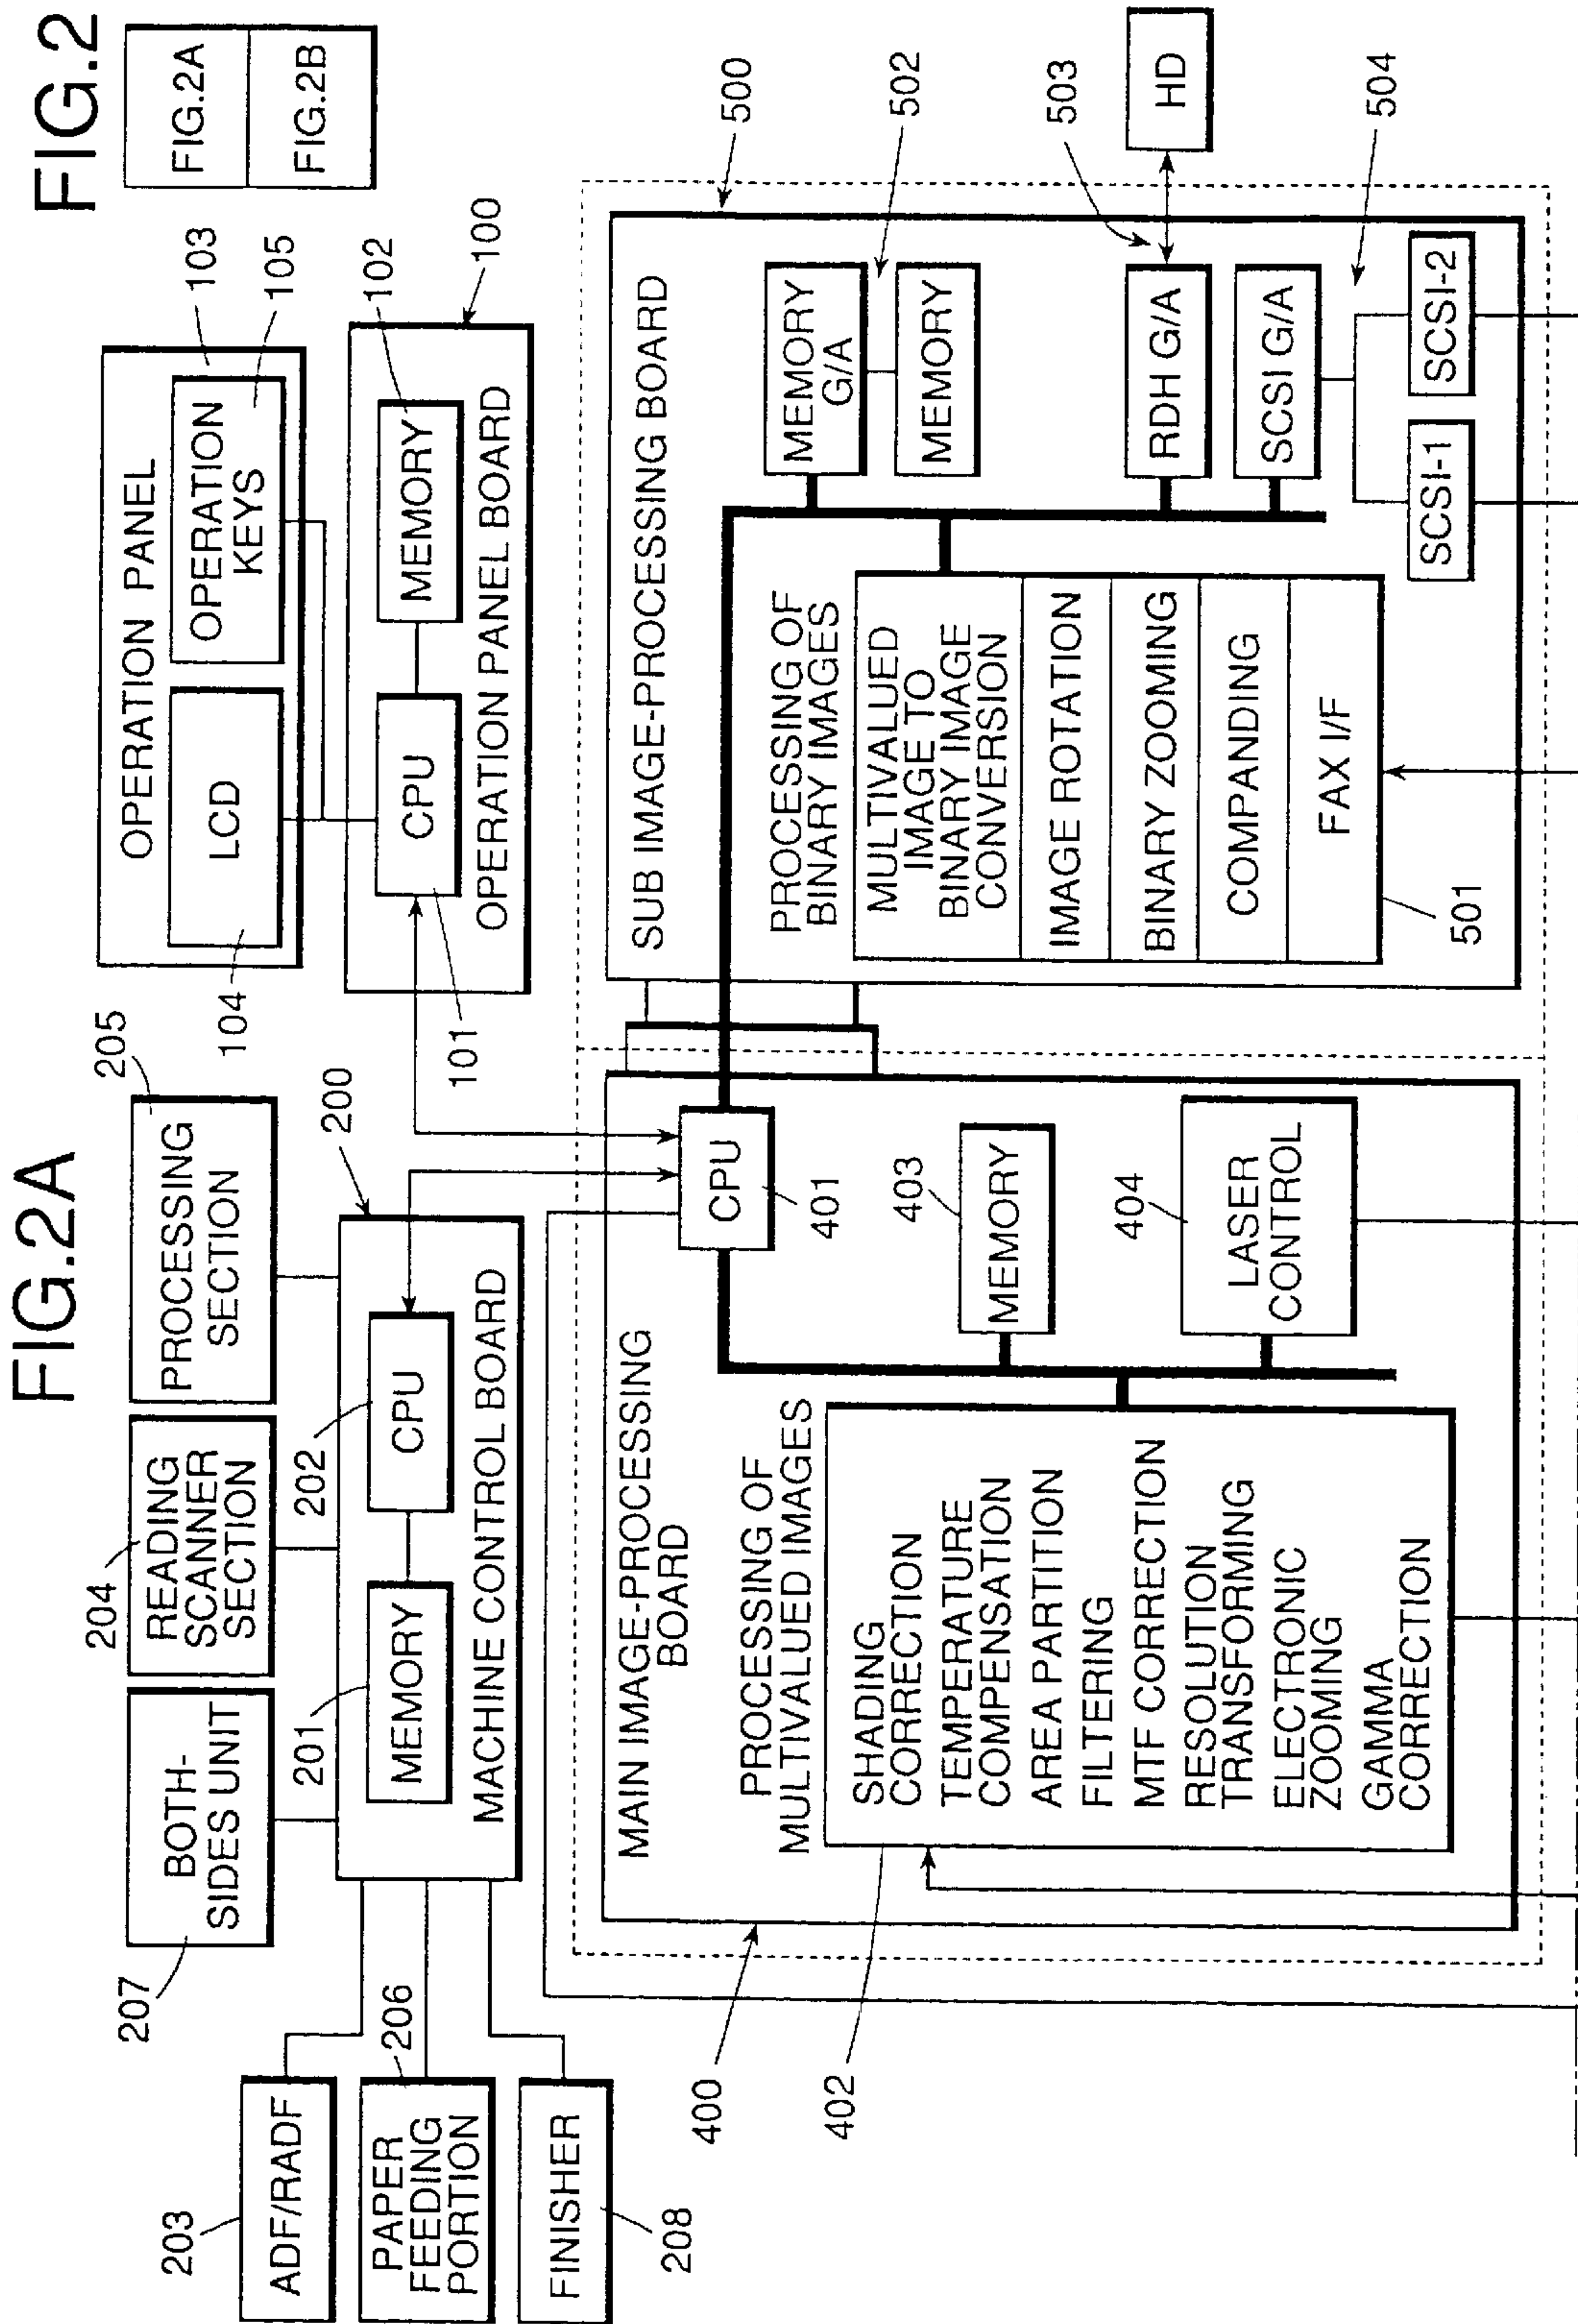 FIG.2A
FIG.2
FIG.2A
FIG.2B
203
ADF/RADF
PAPER
FEEDING
PORTION
206
FINISHER
208
207
BOTH-
SIDES UNIT
204
READING
SCANNER
SECTION
205
PROCESSING
SECTION
200
201
MEMORY
202
CPU
MACHINE CONTROL BOARD
OPERATION PANEL
103
LCD
104
OPERATION
KEYS
105
100
CPU
101
MEMORY
102
OPERATION PANEL BOARD
400
MAIN IMAGE-PROCESSING
BOARD
CPU
401
PROCESSING OF
MULTIVALUED IMAGES
402
SHADING
CORRECTION
TEMPERATURE
COMPENSATION
AREA PARTITION
FILTERING
MTF CORRECTION
RESOLUTION
TRANSFORMING
ELECTRONIC
ZOOMING
GAMMA
CORRECTION
403
MEMORY
404
LASER
CONTROL
500
SUB IMAGE-PROCESSING BOARD
PROCESSING OF
BINARY IMAGES
MULTIVALUED
IMAGE TO
BINARY IMAGE
CONVERSION
IMAGE ROTATION
BINARY ZOOMING
COMPANDING
FAX I/F
501
MEMORY
G/A
502
MEMORY
RDH G/A
503
HD
SCSI G/A
504
SCSI-1
SCSI-2